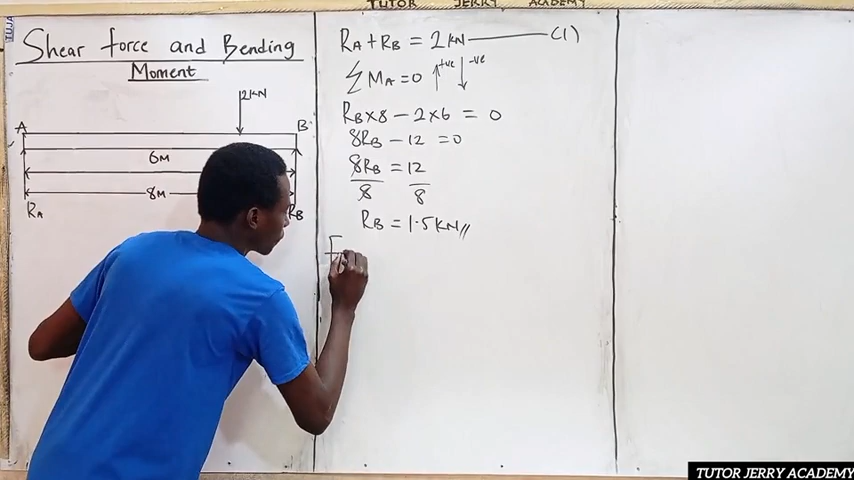 TUTOR JERRY ACADEMY
Shear force and Bending
Moment
2KN
A
B
6M
8M
RA
RB
RA + RB = 2KN ——— (1)
∑MA = 0 ↑+ve ↓-ve
RB×8 - 2×6 = 0
8RB - 12 = 0
8RB = 12
8 8
RB = 1.5KN//
F
TUTOR JERRY ACADEMY